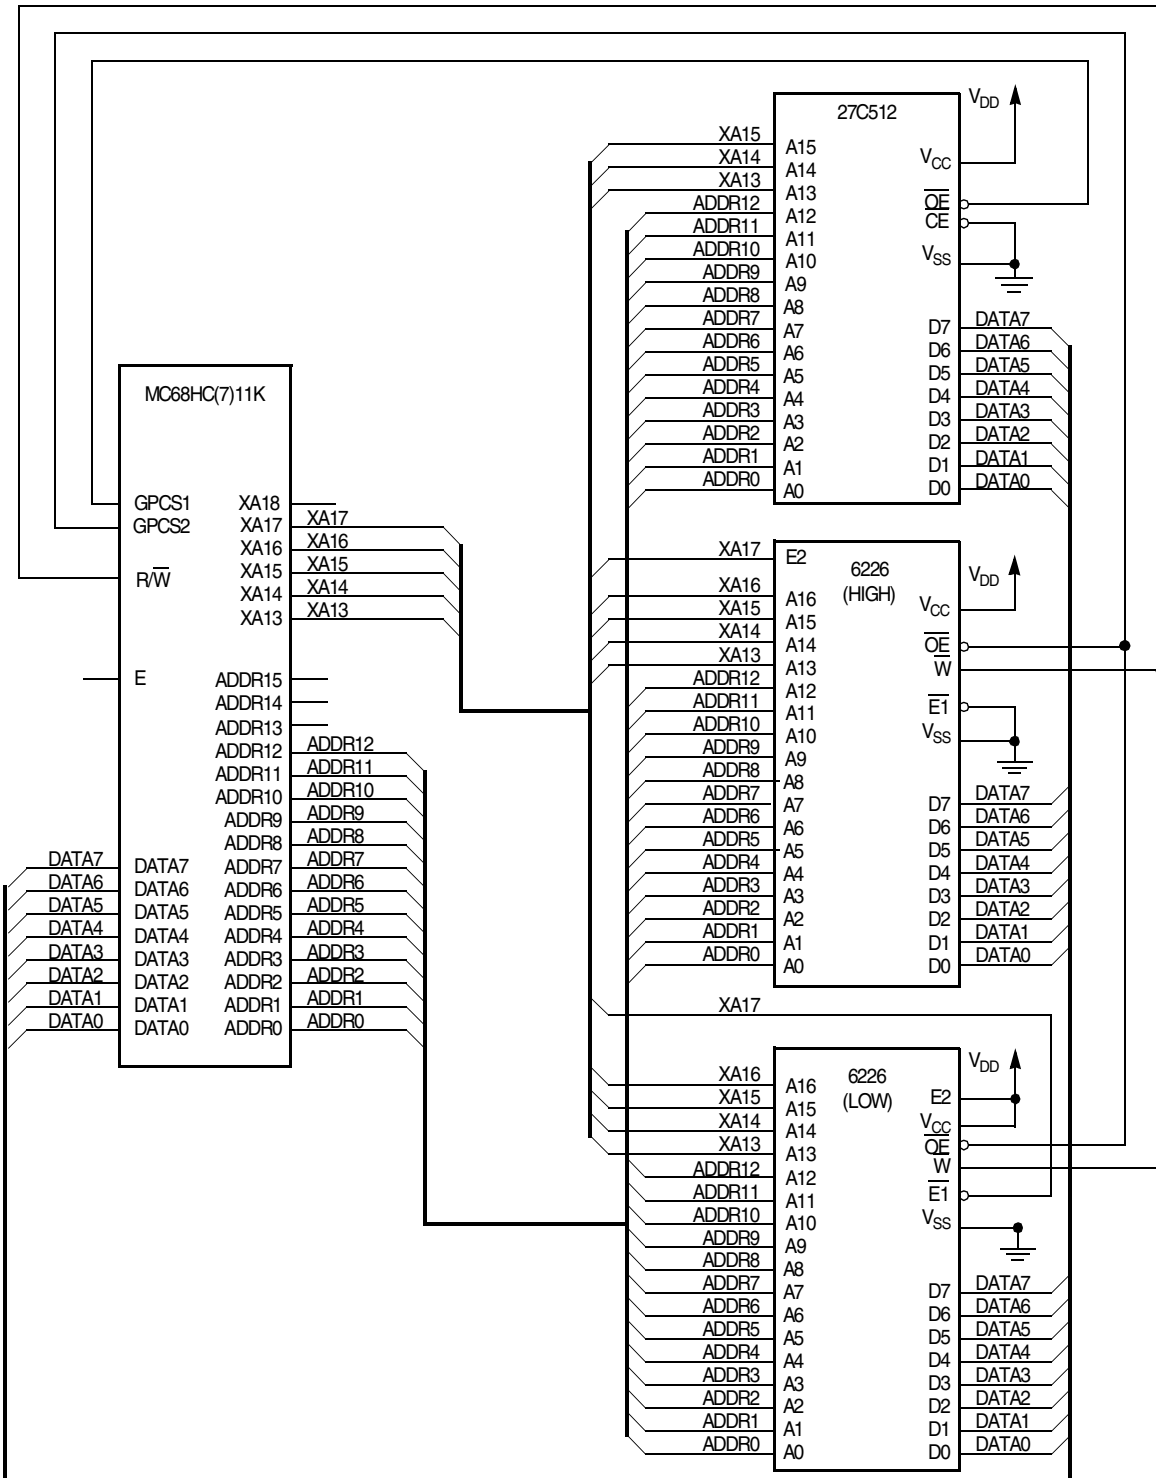 27C512
V_DD
XA15 A15
XA14 A14 V_CC
XA13 A13
ADDR12 A12 OE
ADDR11 A11 CE
ADDR10 A10 V_SS
ADDR9 A9
ADDR8 A8
ADDR7 A7 D7 DATA7
ADDR6 A6 D6 DATA6
ADDR5 A5 D5 DATA5
ADDR4 A4 D4 DATA4
ADDR3 A3 D3 DATA3
ADDR2 A2 D2 DATA2
ADDR1 A1 D1 DATA1
ADDR0 A0 D0 DATA0
MC68HC(7)11K
GPCS1 XA18
GPCS2 XA17 XA17
XA16 XA16
R/W XA15 XA15
XA14 XA14
XA13 XA13
E ADDR15
ADDR14
ADDR13
ADDR12 ADDR12
ADDR11 ADDR11
ADDR10 ADDR10
ADDR9 ADDR9
ADDR8 ADDR8
DATA7 DATA7 ADDR7 ADDR7
DATA6 DATA6 ADDR6 ADDR6
DATA5 DATA5 ADDR5 ADDR5
DATA4 DATA4 ADDR4 ADDR4
DATA3 DATA3 ADDR3 ADDR3
DATA2 DATA2 ADDR2 ADDR2
DATA1 DATA1 ADDR1 ADDR1
DATA0 DATA0 ADDR0 ADDR0
XA17 E2 6226
(HIGH)
V_DD
XA16 A16 V_CC
XA15 A15
XA14 A14 OE
XA13 A13 W
ADDR12 A12
ADDR11 A11 E1
ADDR10 A10 V_SS
ADDR9 A9
ADDR8 A8
ADDR7 A7 D7 DATA7
ADDR6 A6 D6 DATA6
ADDR5 A5 D5 DATA5
ADDR4 A4 D4 DATA4
ADDR3 A3 D3 DATA3
ADDR2 A2 D2 DATA2
ADDR1 A1 D1 DATA1
ADDR0 A0 D0 DATA0
XA17
6226
(LOW)
V_DD
XA16 A16 E2
XA15 A15 V_CC
XA14 A14 OE
XA13 A13 W
ADDR12 A12
ADDR11 A11 E1
ADDR10 A10 V_SS
ADDR9 A9
ADDR8 A8
ADDR7 A7 D7 DATA7
ADDR6 A6 D6 DATA6
ADDR5 A5 D5 DATA5
ADDR4 A4 D4 DATA4
ADDR3 A3 D3 DATA3
ADDR2 A2 D2 DATA2
ADDR1 A1 D1 DATA1
ADDR0 A0 D0 DATA0